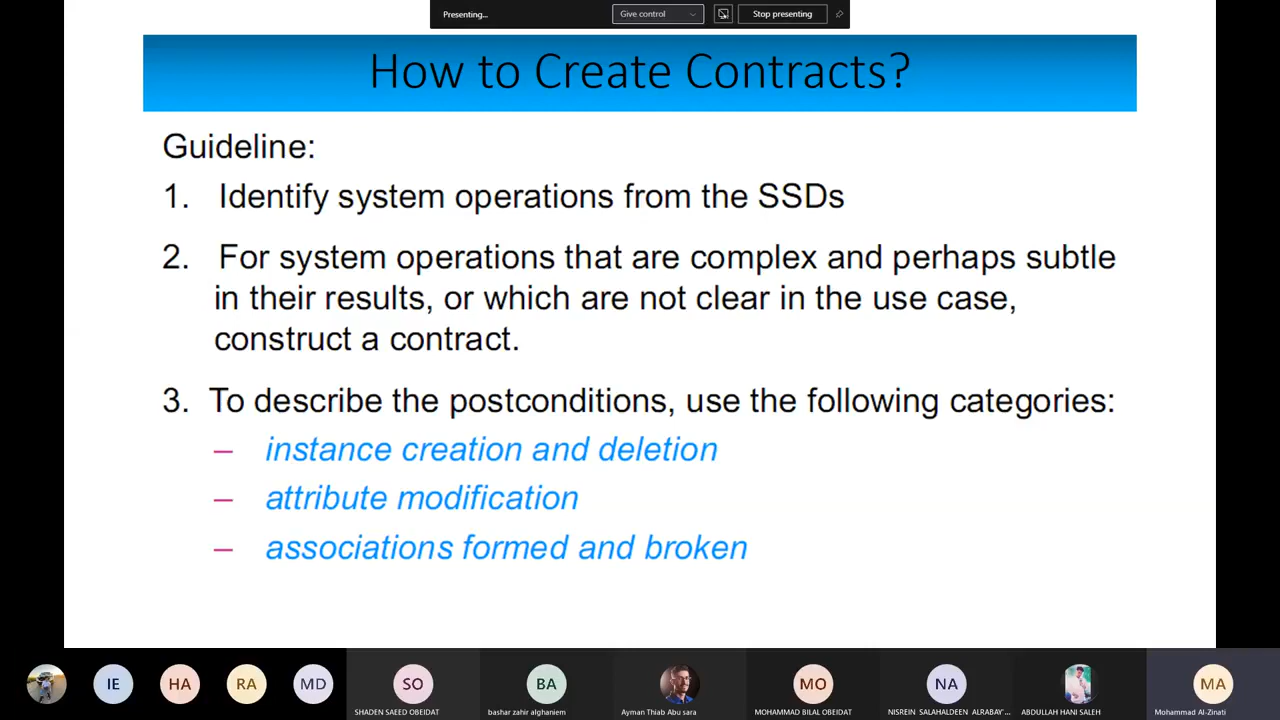 Presenting...
Give control
Stop presenting
How to Create Contracts?
Guideline:
1. Identify system operations from the SSDs
2. For system operations that are complex and perhaps subtle
in their results, or which are not clear in the use case,
construct a contract.
3. To describe the postconditions, use the following categories:
– instance creation and deletion
– attribute modification
– associations formed and broken
IE
HA
RA
MD
SO
SHADEN SAEED OBEIDAT
BA
bashar zahir alghaniem
Ayman Thiab Abu sara
MO
MOHAMMAD BILAL OBEIDAT
NA
NISREIN SALAHALDEEN ALRABAY'...
ABDULLAH HANI SALEH
MA
Mohammad Al-Zinati